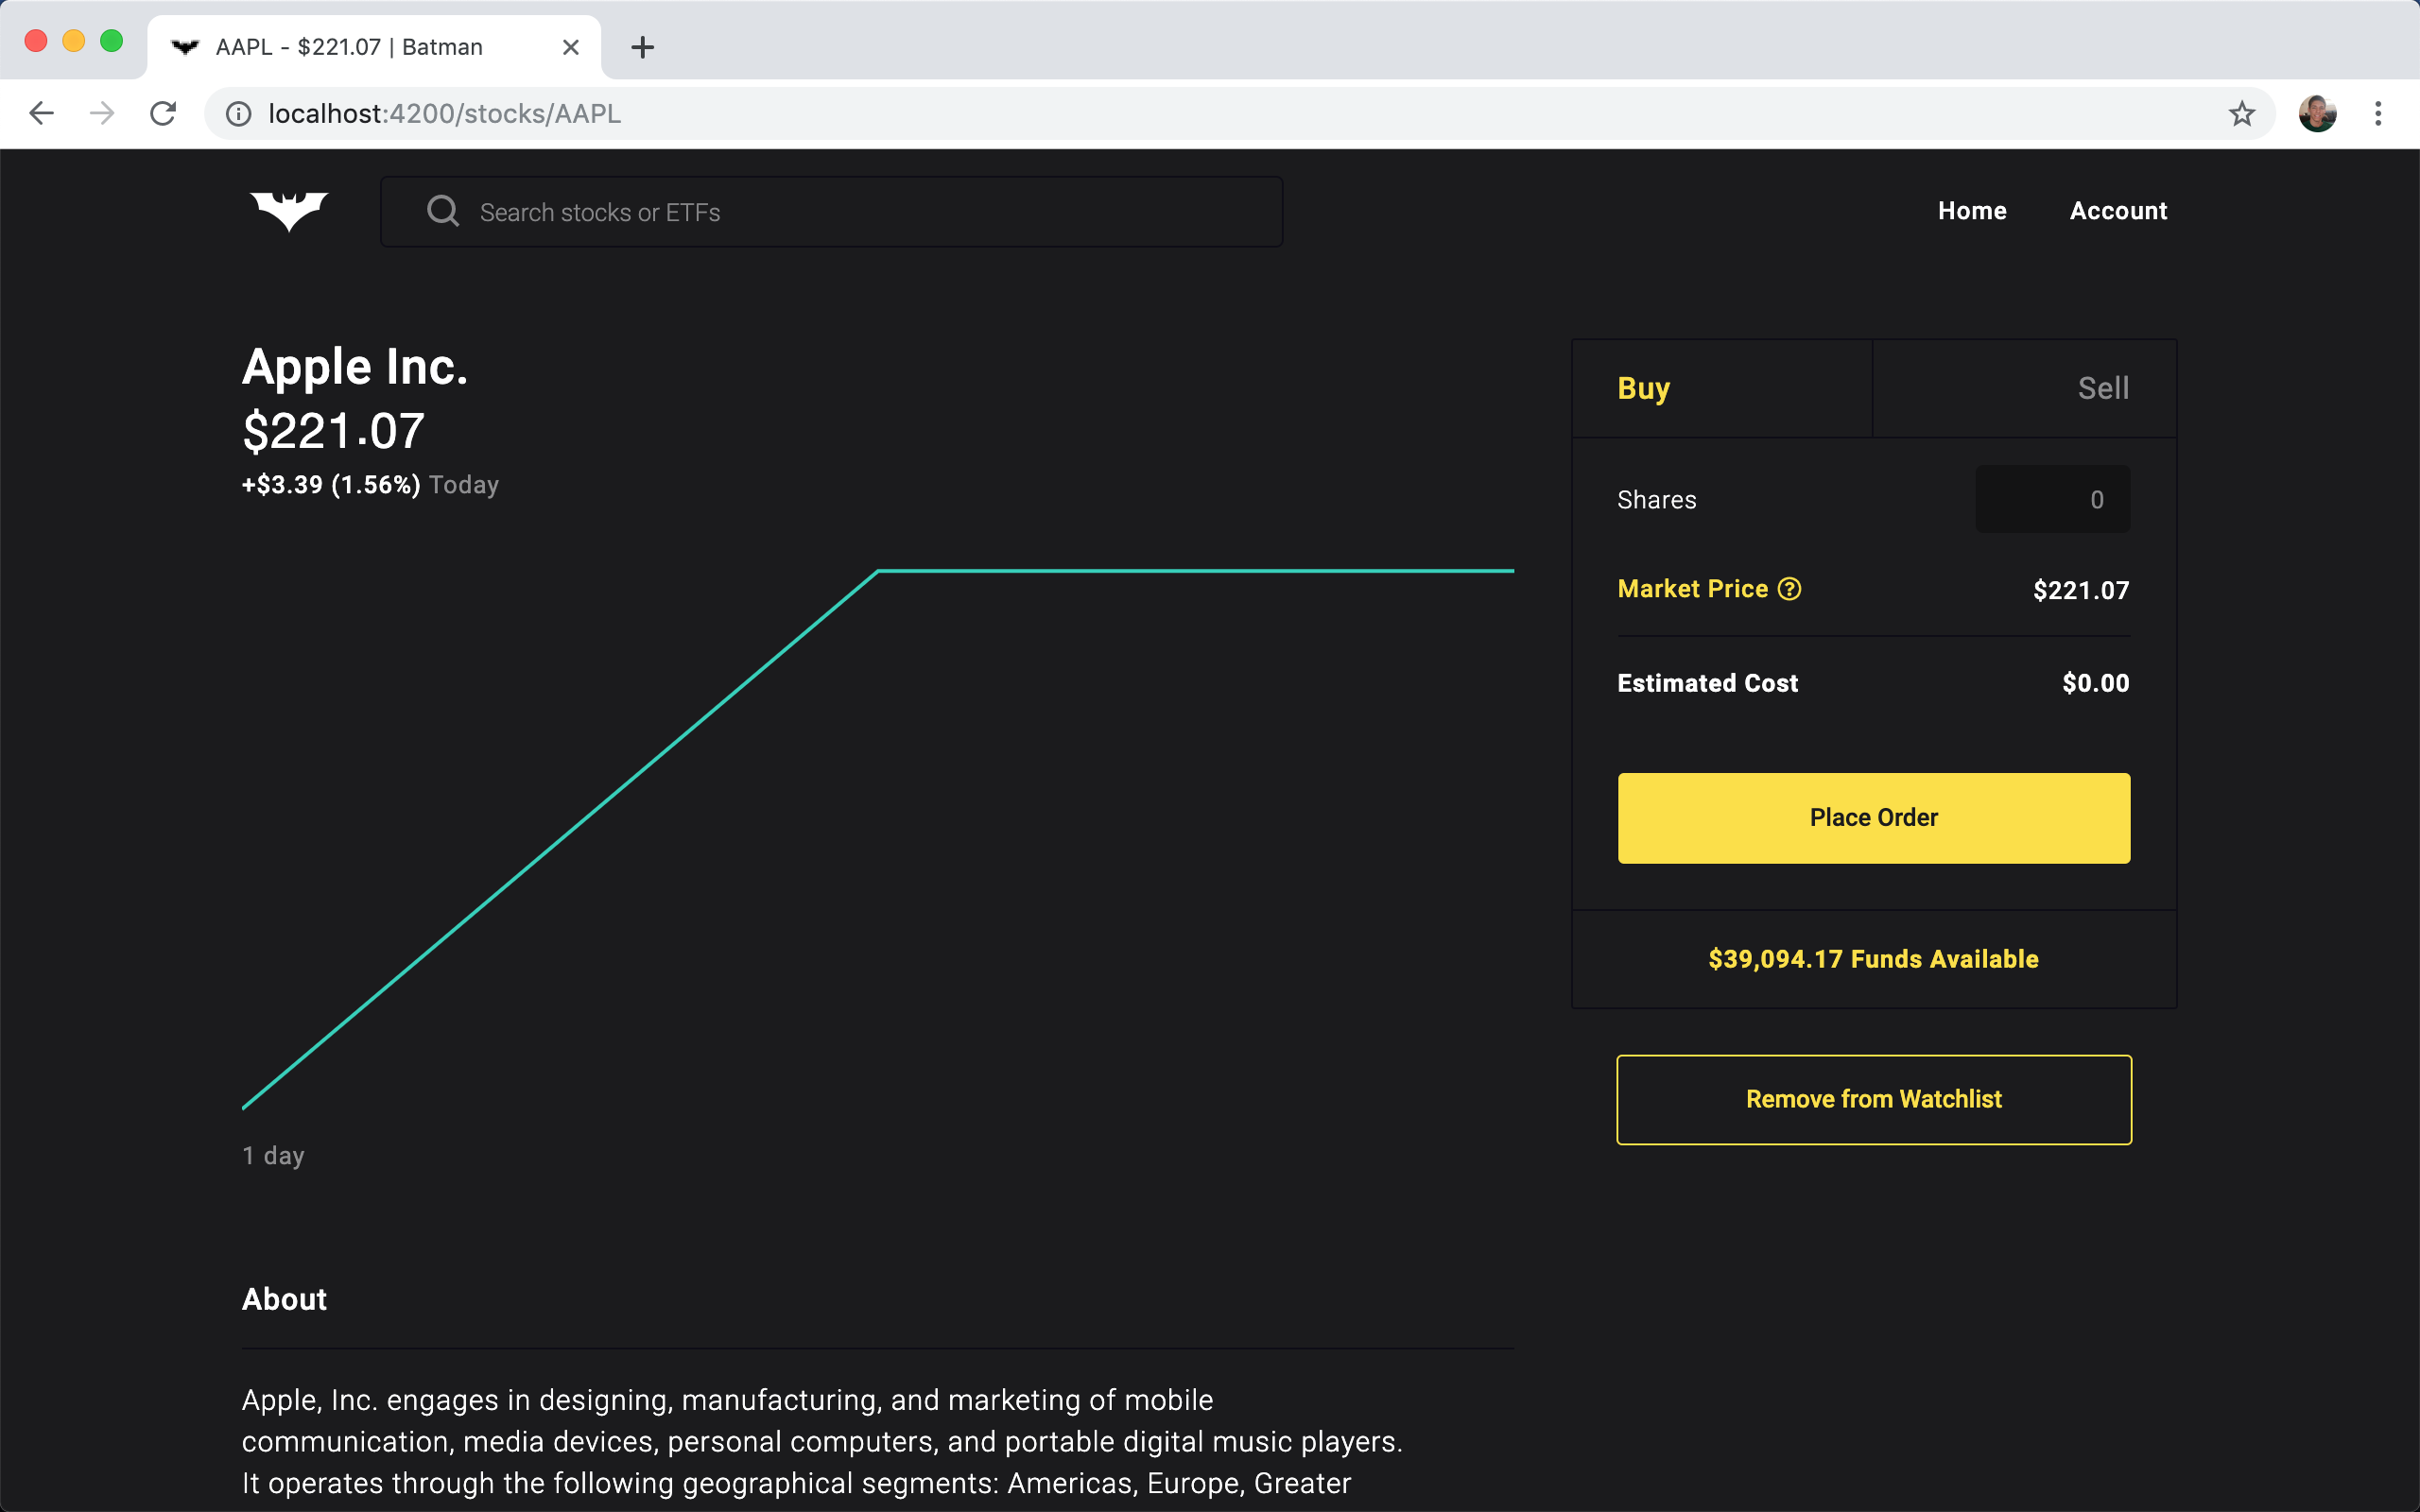 AAPL - $221.07 | Batman
localhost:4200/stocks/AAPL
Search stocks or ETFs
Home
Account
Apple Inc.
$221.07
+$3.39 (1.56%) Today
1 day
Buy
Sell
Shares
0
Market Price ?
$221.07
Estimated Cost
$0.00
Place Order
$39,094.17 Funds Available
Remove from Watchlist
About
Apple, Inc. engages in designing, manufacturing, and marketing of mobile
communication, media devices, personal computers, and portable digital music players.
It operates through the following geographical segments: Americas, Europe, Greater